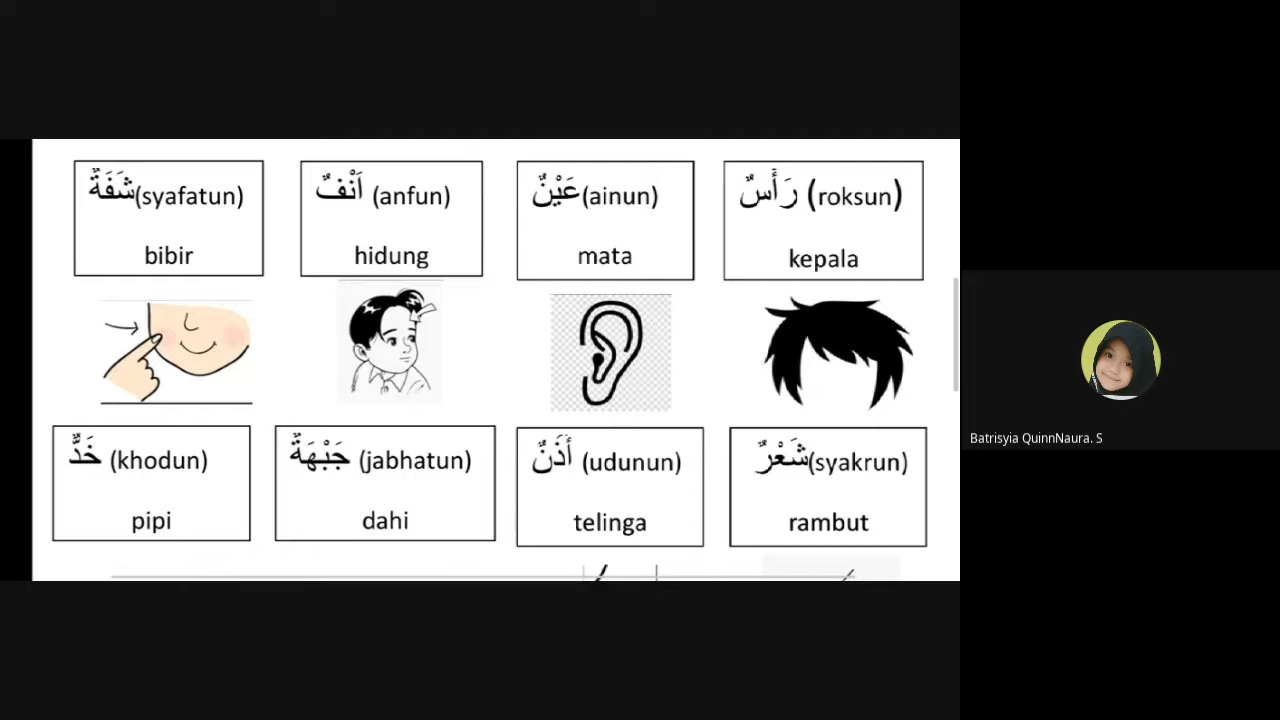 شَفَةٌ(syafatun)
bibir
اَنْفٌ (anfun)
hidung
عَيْنٌ(ainun)
mata
رَأْسٌ (roksun)
kepala
خَدٌّ (khodun)
pipi
جَبْهَةٌ (jabhatun)
dahi
أُذَنٌ (udunun)
telinga
شَعْرٌ(syakrun)
rambut
Batrisyia QuinnNaura. S